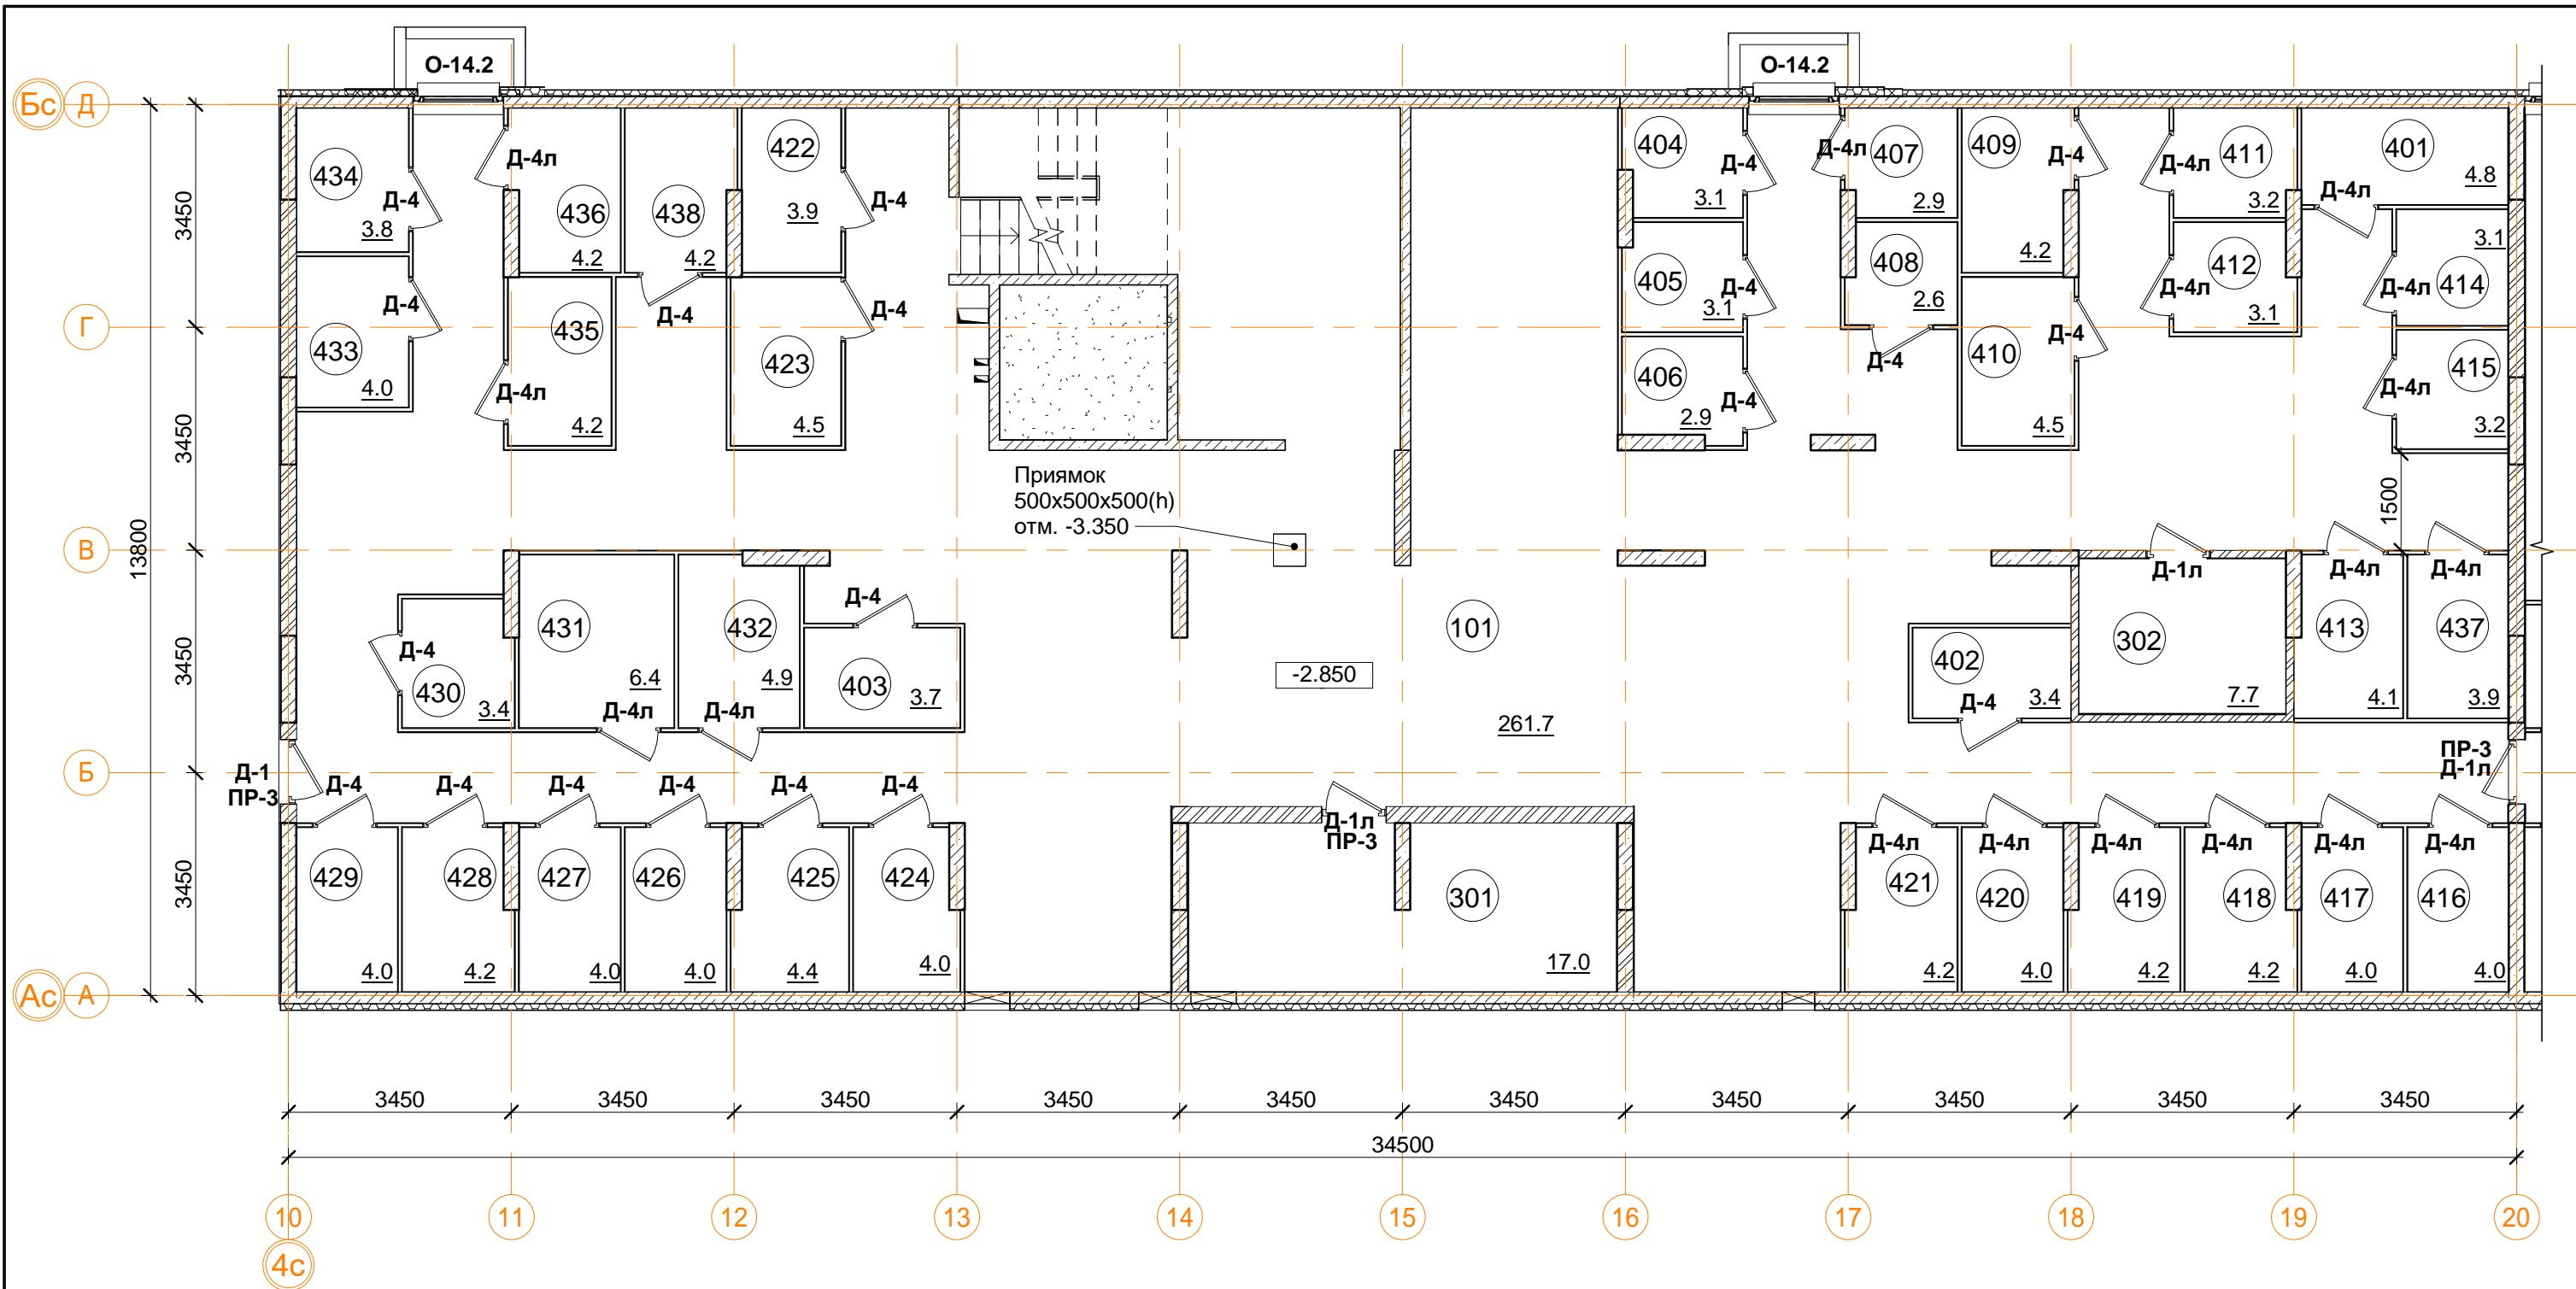 О-14.2
О-14.2
Бс
Д
434
Д-4
3.8
Д-4л
436
4.2
438
4.2
422
3.9
Д-4
404
Д-4
3.1
Д-4л
407
2.9
409
Д-4
4.2
411
Д-4л
3.2
401
4.8
Д-4л
3450
433
Д-4
4.0
435
Д-4л
4.2
Д-4
423
Д-4
4.5
405
Д-4
3.1
408
2.6
Д-4
412
Д-4л
3.1
414
3.1
Д-4л
Г
406
Д-4
2.9
410
Д-4
4.5
415
Д-4л
3.2
3450
13800
1500
Приямок
500х500х500(h)
отм. -3.350
В
Д-4
430
3.4
431
6.4
Д-4л
432
4.9
Д-4л
Д-4
403
3.7
101
-2.850
261.7
402
3.4
Д-4
Д-1л
302
7.7
Д-4л
413
4.1
Д-4л
437
3.9
3450
Б
Д-1
ПР-3
Д-4
Д-4
Д-4
Д-4
Д-4
Д-4
Д-1л
ПР-3
ПР-3
Д-1л
3450
429
4.0
428
4.2
427
4.0
426
4.0
425
4.4
424
4.0
301
17.0
Д-4л
421
4.2
Д-4л
420
4.0
Д-4л
419
4.2
Д-4л
418
4.2
Д-4л
417
4.0
Д-4л
416
4.0
Ас
А
3450 3450 3450 3450 3450 3450 3450 3450 3450 3450
34500
10 11 12 13 14 15 16 17 18 19 20
4с